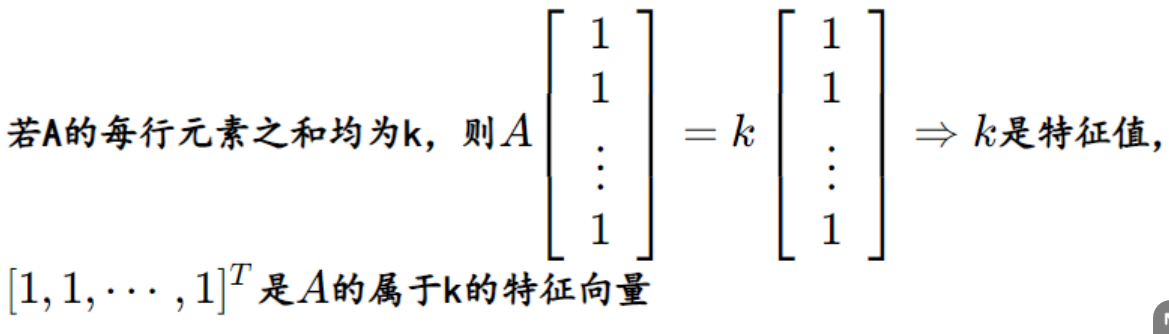 若A的每行元素之和均为k，则 $A\begin{bmatrix} 1 \\ 1 \\ \vdots \\ 1 \end{bmatrix} = k\begin{bmatrix} 1 \\ 1 \\ \vdots \\ 1 \end{bmatrix} \Rightarrow k$是特征值，
$[1,1,\cdots,1]^T$ 是$A$的属于k的特征向量